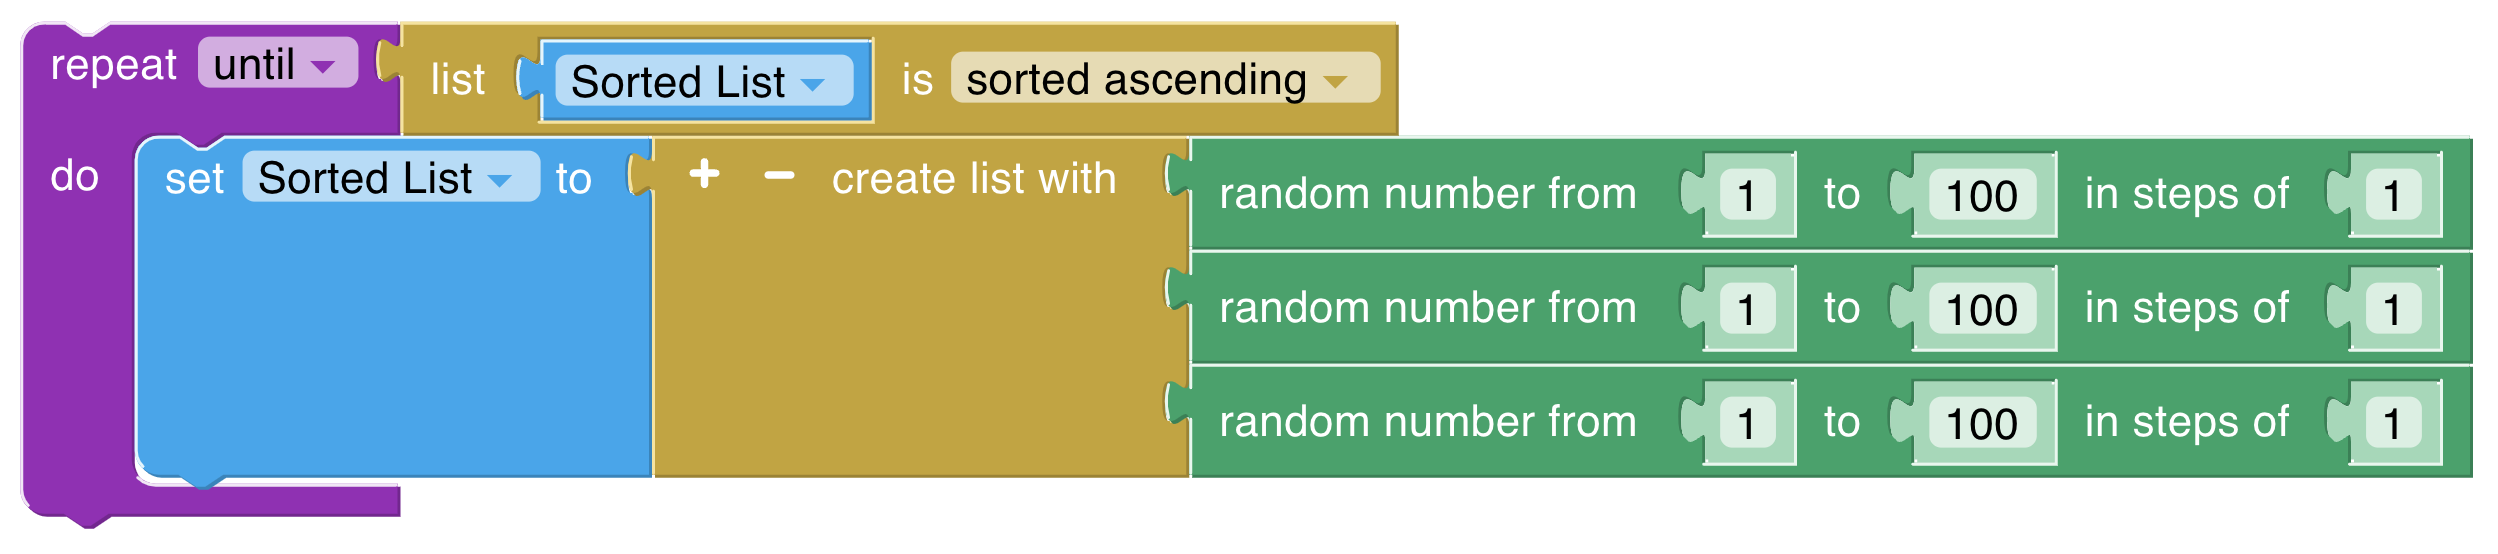 repeat until list Sorted List is sorted ascending
do set Sorted List to + - create list with random number from 1 to 100 in steps of 1
random number from 1 to 100 in steps of 1
random number from 1 to 100 in steps of 1